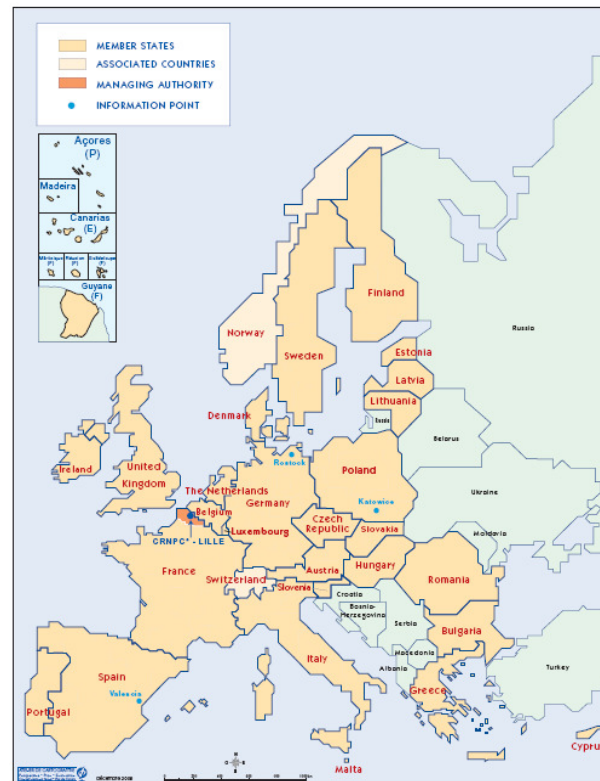 MEMBER STATES
ASSOCIATED COUNTRIES
MANAGING AUTHORITY
INFORMATION POINT
Açores
(P)
Madeira
Canarias
(E)
Guyane
(F)
Norway
Sweden
Finland
Russia
Estonia
Latvia
Lithuania
Russia
Denmark
Belarus
Ireland
United
Kingdom
Rostock
The Netherlands
Poland
Germany
Katowice
Ukraine
Belgium
Luxembourg
CRNPC* - LILLE
Czech
Republic
Slovakia
Moldavia
France
Switzerland
Austria
Hungary
Slovenia
Romania
Croatia
Bosnia-
Herzegovina
Serbia
Bulgaria
Italy
Macedonia
Albania
Turkey
Greece
Spain
Valencia
Portugal
Malta
Cyprus